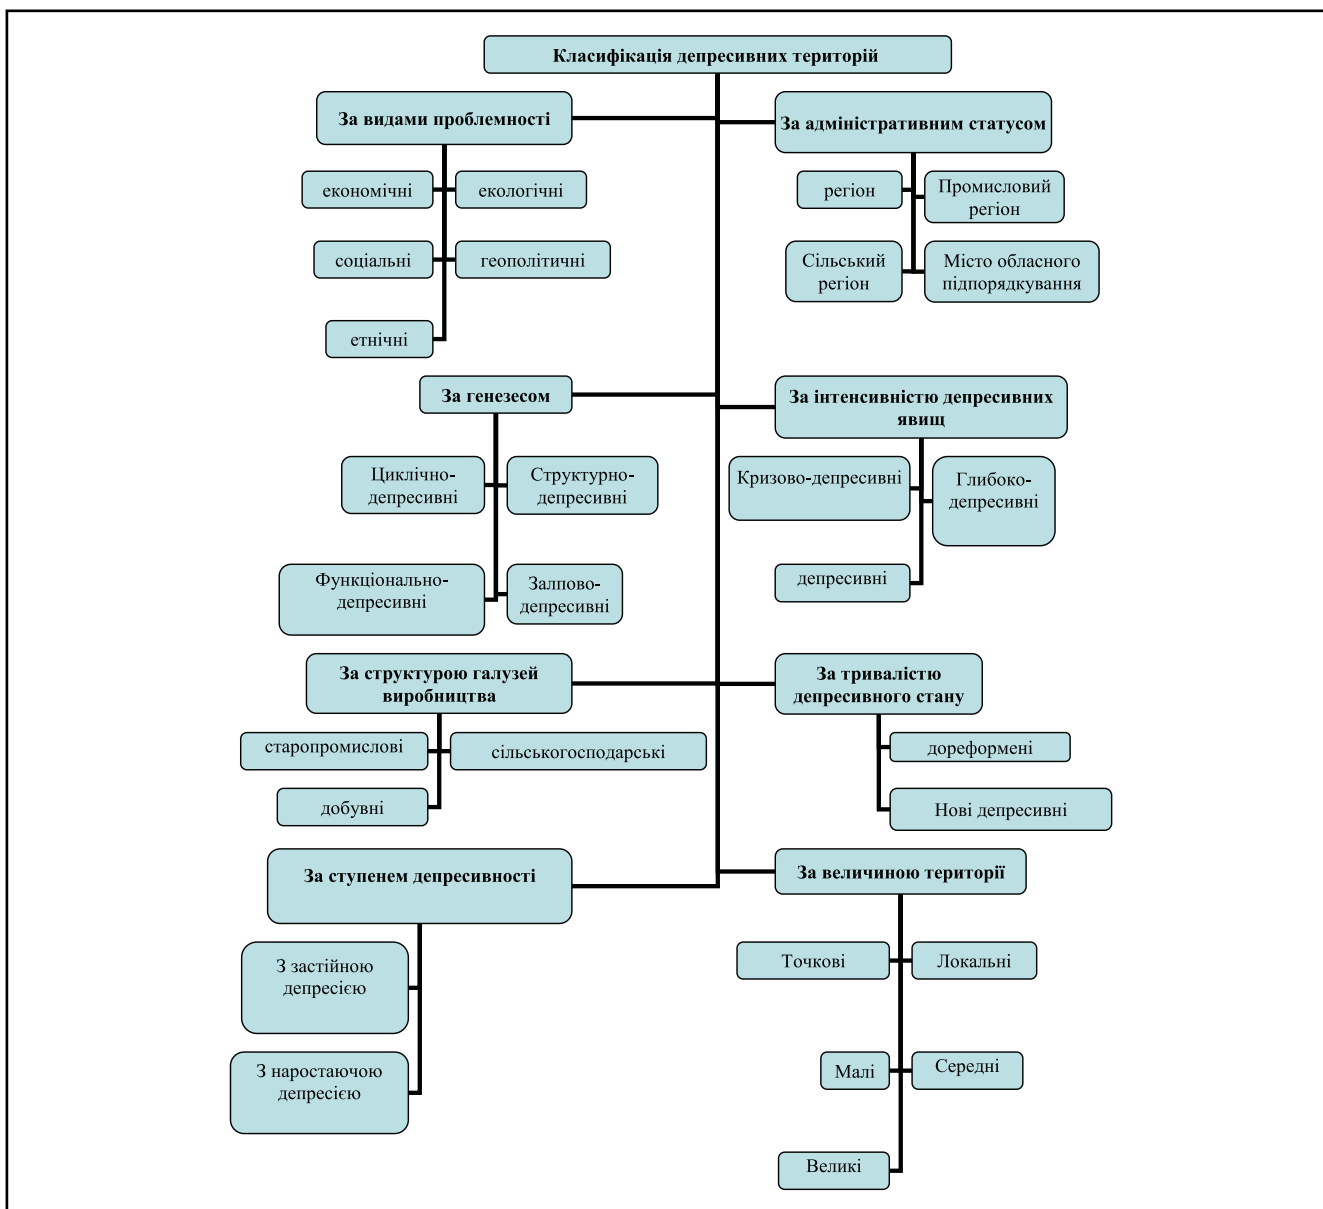 Класифікація депресивних територій
За видами проблемності
економічні
екологічні
соціальні
геополітичні
етнічні
За адміністративним статусом
регіон
Промисловий
регіон
Сільський
регіон
Місто обласного
підпорядкування
За генезесом
Циклічно-
депресивні
Структурно-
депресивні
Функціонально-
депресивні
Залпово-
депресивні
За інтенсивністю депресивних
явищ
Кризово-депресивні
Глибоко-
депресивні
депресивні
За структурою галузей
виробництва
старопромислові
сільськогосподарські
добувні
За тривалістю
депресивного стану
дореформені
Нові депресивні
За ступенем депресивності
З застійною
депресією
З наростаючою
депресією
За величиною території
Точкові
Локальні
Малі
Середні
Великі